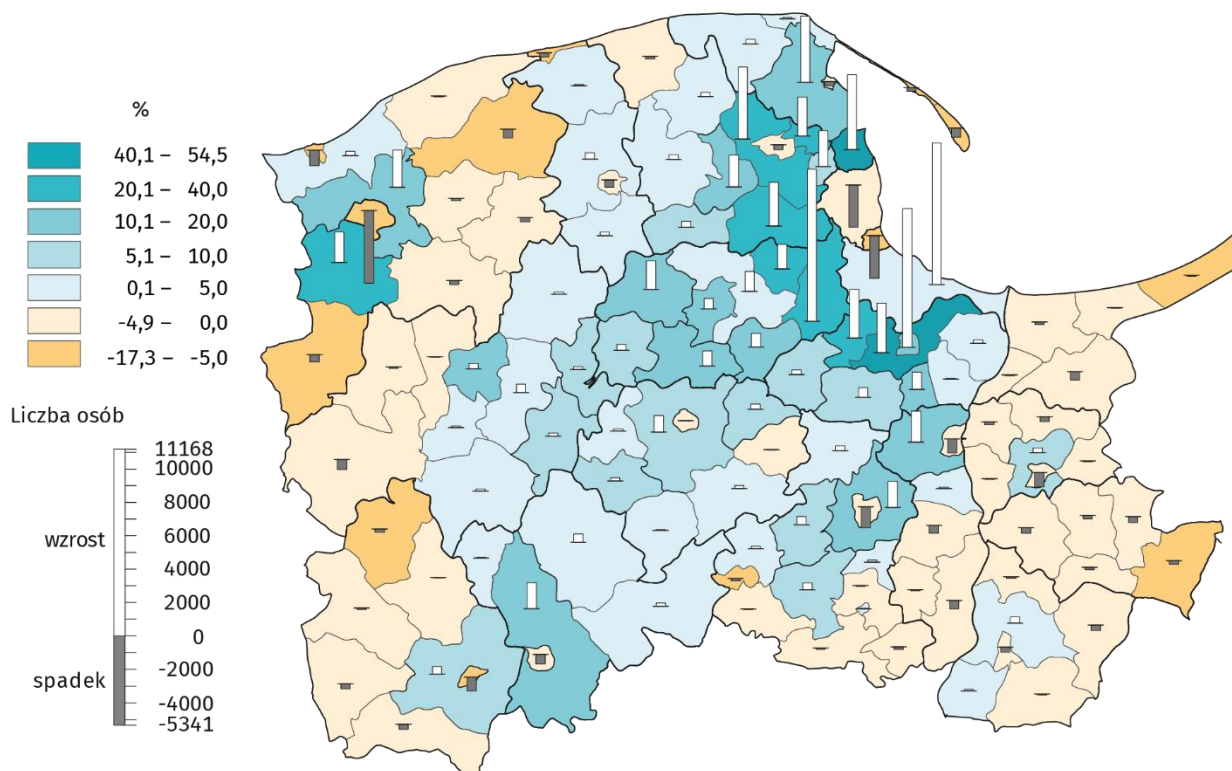 %
40,1 – 54,5
20,1 – 40,0
10,1 – 20,0
5,1 – 10,0
0,1 – 5,0
-4,9 – 0,0
-17,3 – -5,0
Liczba osób
11168
10000
8000
wzrost 6000
4000
2000
0
spadek -2000
-4000
-5341